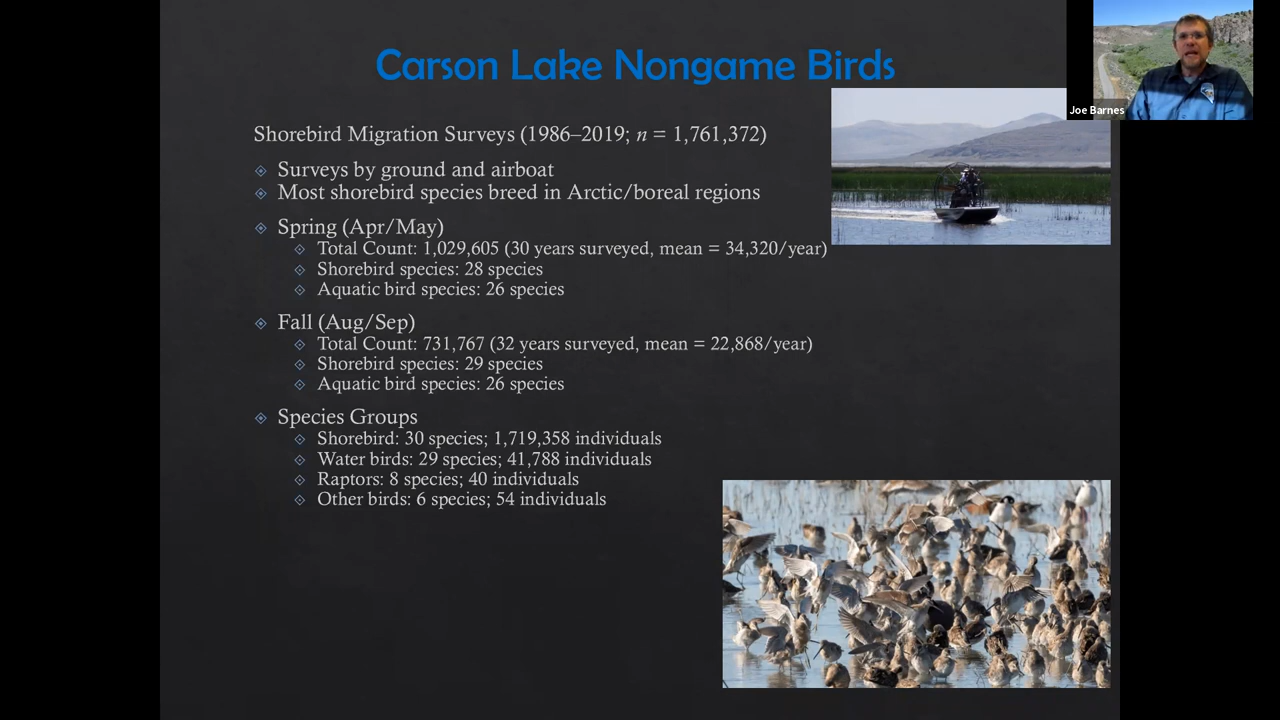 Carson Lake Nongame Birds
Joe Barnes
Shorebird Migration Surveys (1986–2019; n = 1,761,372)
Surveys by ground and airboat
Most shorebird species breed in Arctic/boreal regions
Spring (Apr/May)
Total Count: 1,029,605 (30 years surveyed, mean = 34,320/year)
Shorebird species: 28 species
Aquatic bird species: 26 species
Fall (Aug/Sep)
Total Count: 731,767 (32 years surveyed, mean = 22,868/year)
Shorebird species: 29 species
Aquatic bird species: 26 species
Species Groups
Shorebird: 30 species; 1,719,358 individuals
Water birds: 29 species; 41,788 individuals
Raptors: 8 species; 40 individuals
Other birds: 6 species; 54 individuals